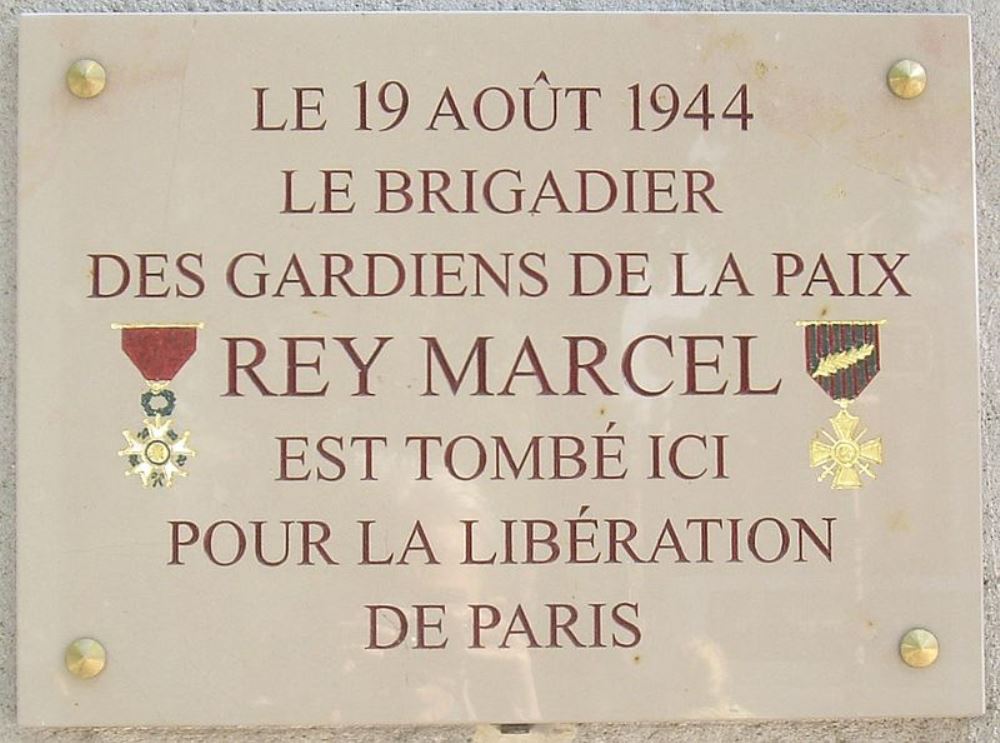 LE 19 AOÛT 1944
LE BRIGADIER
DES GARDIENS DE LA PAIX
REY MARCEL
EST TOMBÉ ICI
POUR LA LIBÉRATION
DE PARIS